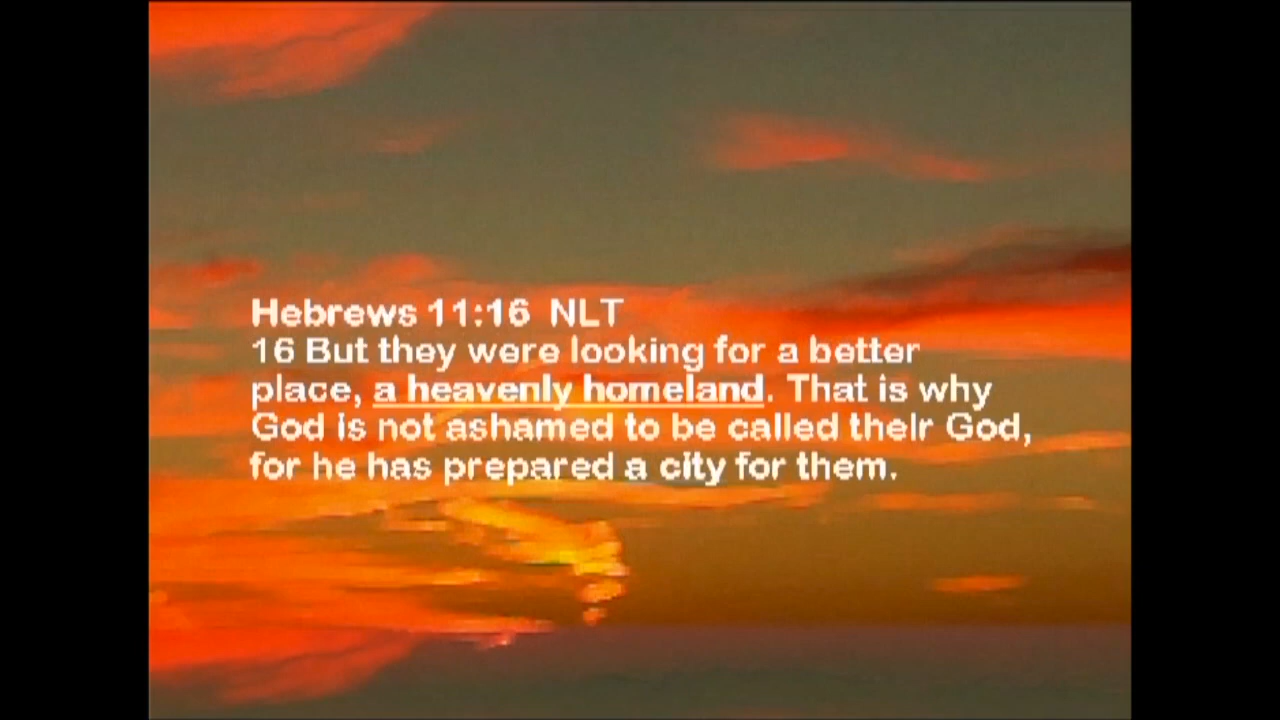 Hebrews 11:16 NLT
16 But they were looking for a better
place, a heavenly homeland. That is why
God is not ashamed to be called their God,
for he has prepared a city for them.